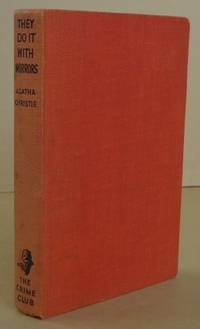 THEY
DO IT
WITH
MIRRORS
AGATHA
CHRISTIE
THE
CRIME
CLUB